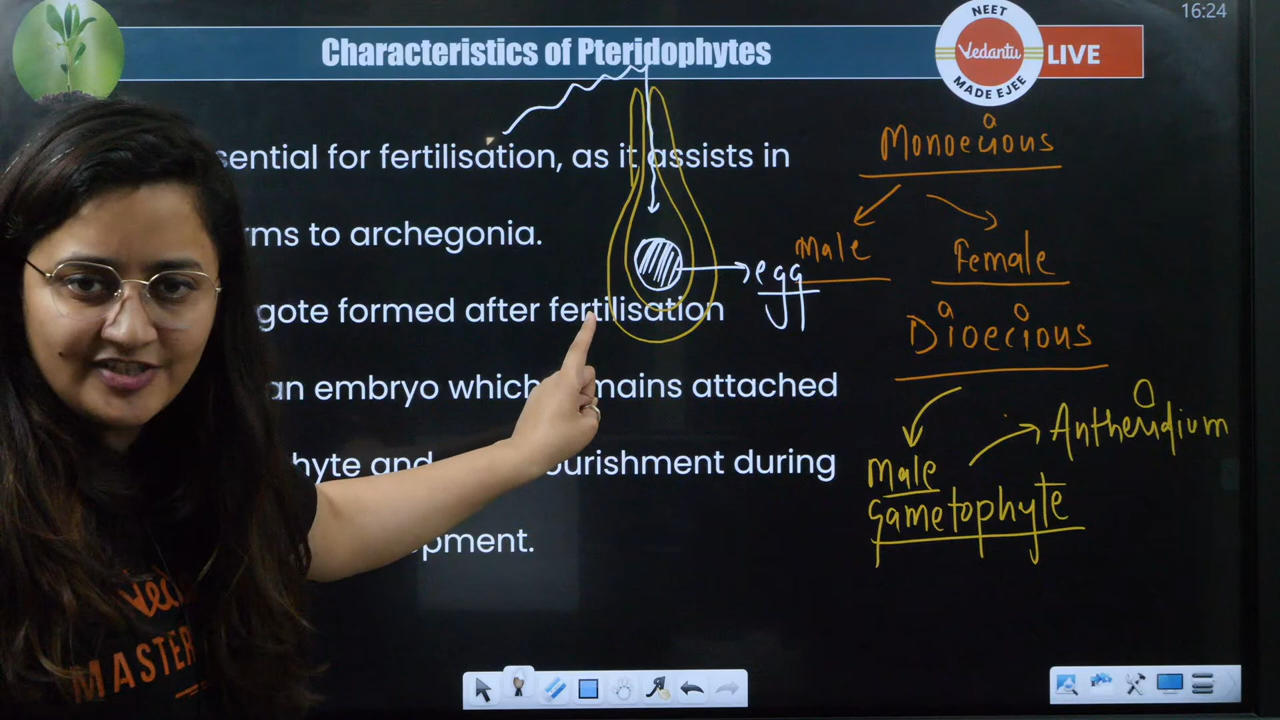 16:24
Characteristics of Pteridophytes
NEET
Vedantu
MADE EJEE
LIVE
sential for fertilisation, as it assists in
rms to archegonia.
gote formed after fertilisation
an embryo which mains attached
hyte and ourishment during
pment.
egg
Monoecious
Male Female
Dioecious
Male
gametophyte
Antheridium
Ved
MASTER